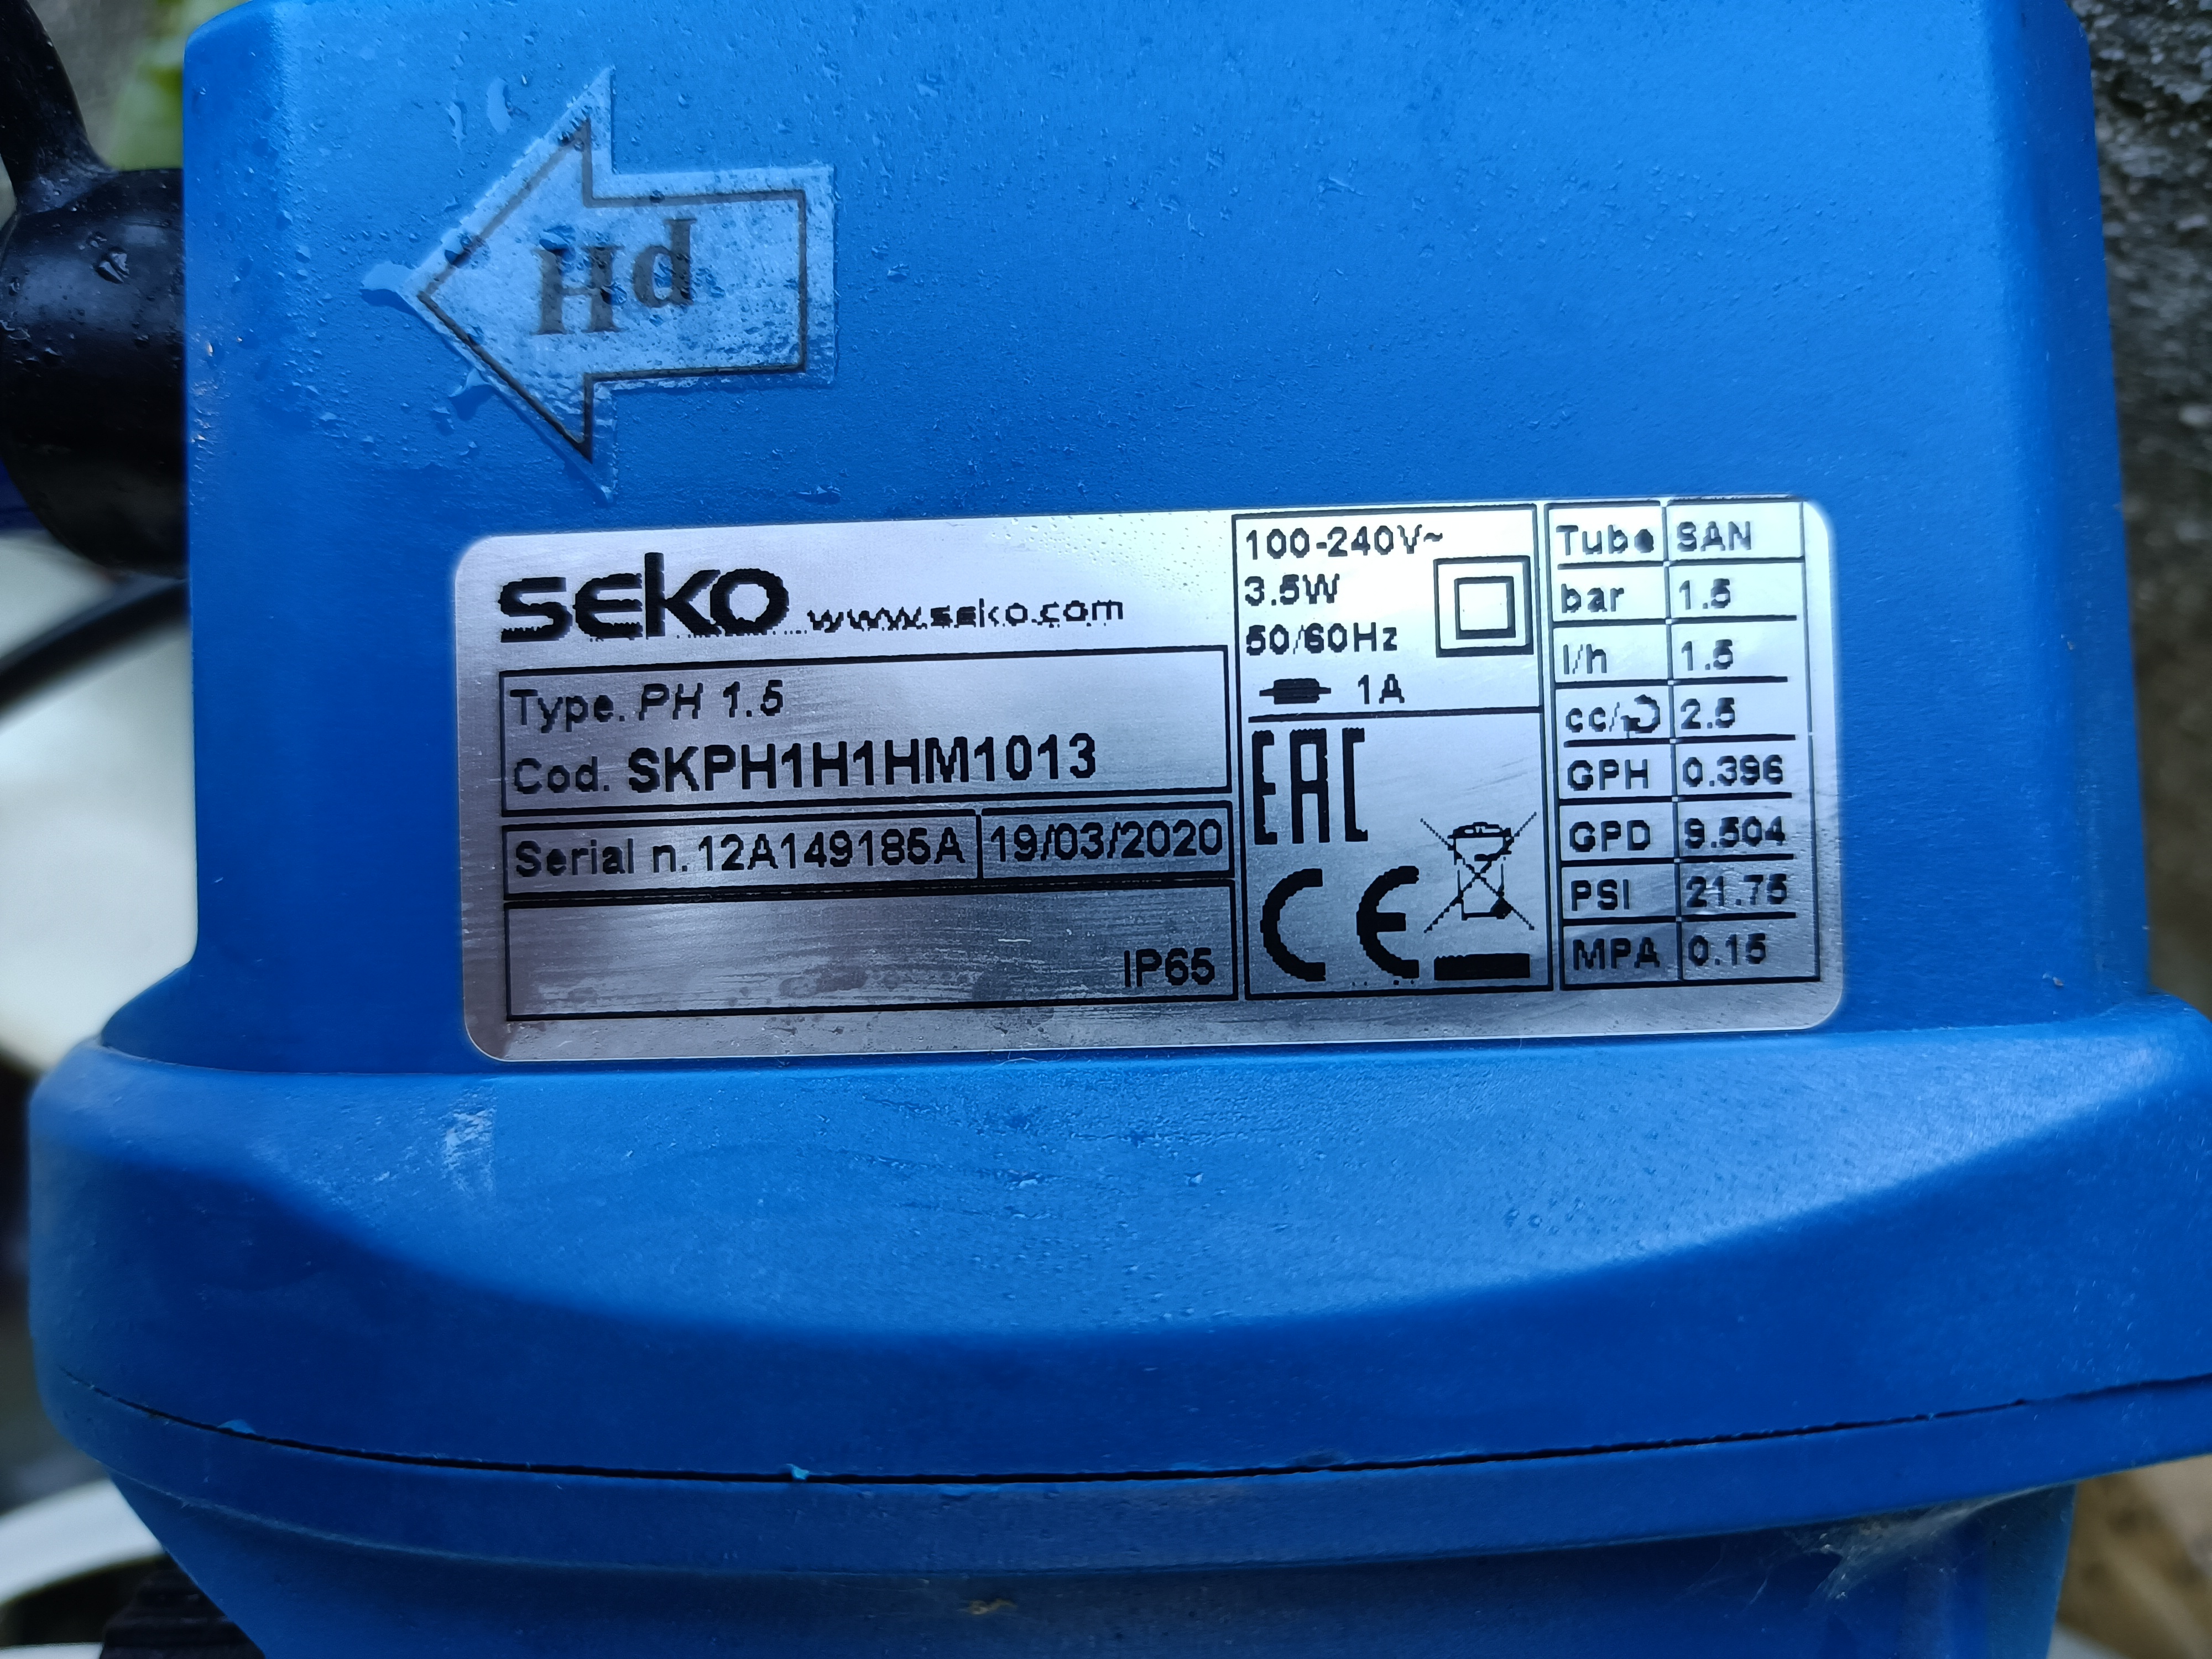 pH
SEKO www.seko.com
Type. PH 1.5
Cod. SKPH1H1HM1013
Serial n. 12A149185A 19/03/2020
IP65
100-240V~
3.5W
50/60Hz
1A
EAC
CE
Tube SAN
bar 1.5
l/h 1.5
cc/ 2.5
GPH 0.396
GPD 9.504
PSI 21.75
MPA 0.15